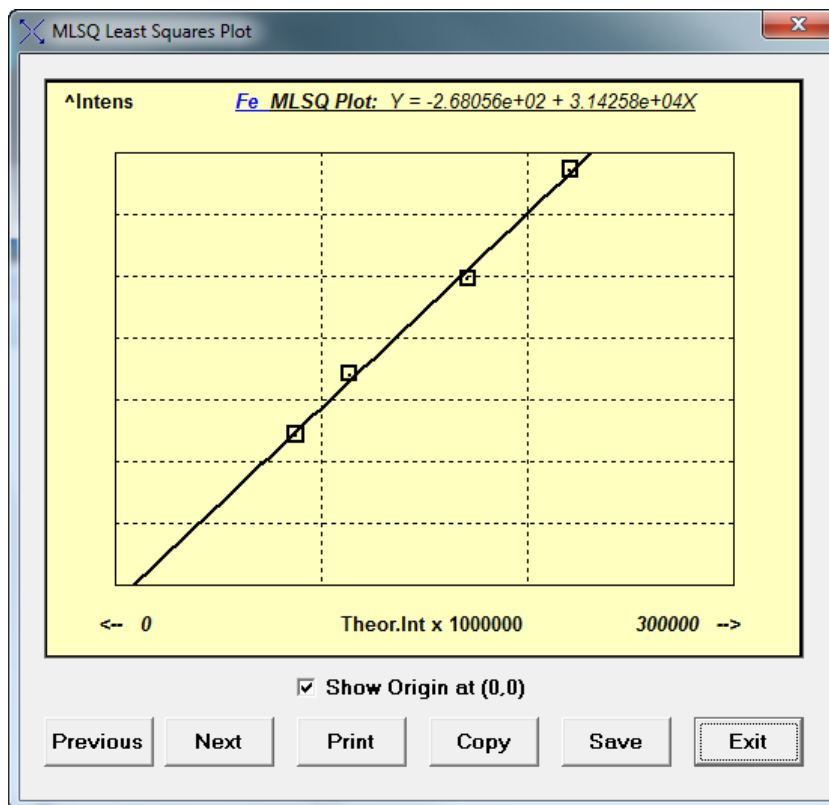 MLSQ Least Squares Plot
^Intens Fe MLSQ Plot: Y = -2.68056e+02 + 3.14258e+04X
<-- 0 Theor.Int x 1000000 300000 -->
Show Origin at (0,0)
Previous Next Print Copy Save Exit